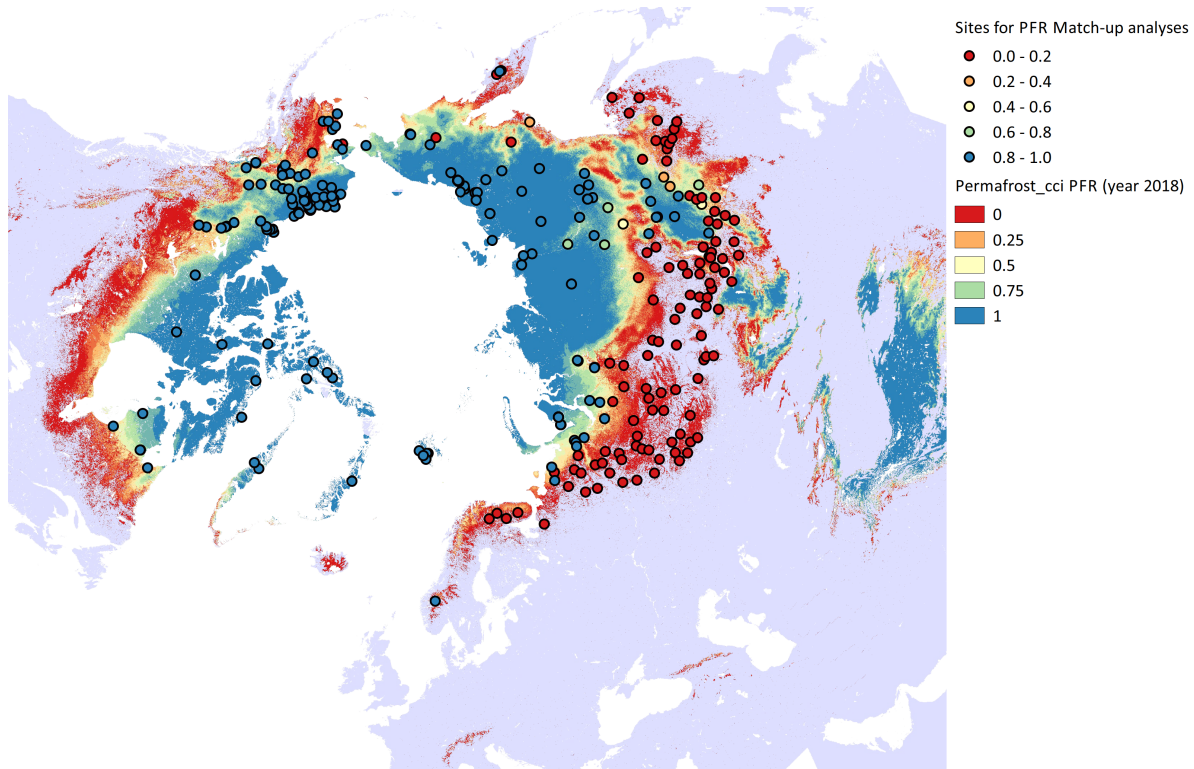 Sites for PFR Match-up analyses
0.0 - 0.2
0.2 - 0.4
0.4 - 0.6
0.6 - 0.8
0.8 - 1.0
Permafrost_cci PFR (year 2018)
0
0.25
0.5
0.75
1